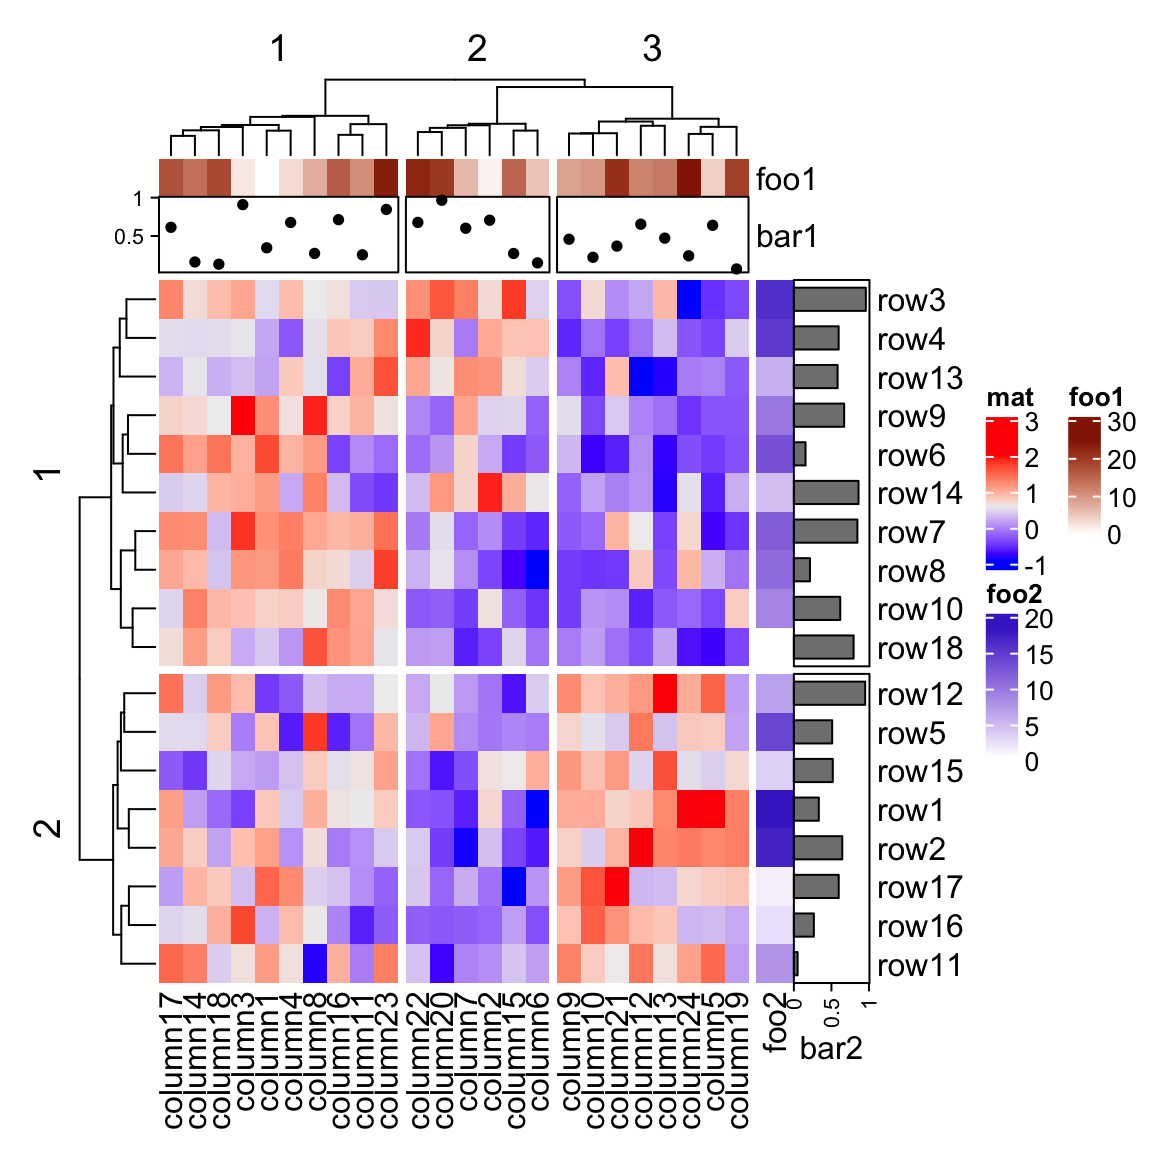 1 2 3
foo1
1
0.5
bar1
1
2
row3
row4
row13
row9
row6
row14
row7
row8
row10
row18
row12
row5
row15
row1
row2
row17
row16
row11
column17
column14
column18
column3
column1
column4
column8
column16
column11
column23
column22
column20
column7
column2
column15
column6
column9
column10
column21
column12
column13
column24
column5
column19
foo2
0
0.5
1
bar2
mat
3
2
1
0
-1
foo1
30
20
10
0
foo2
20
15
10
5
0